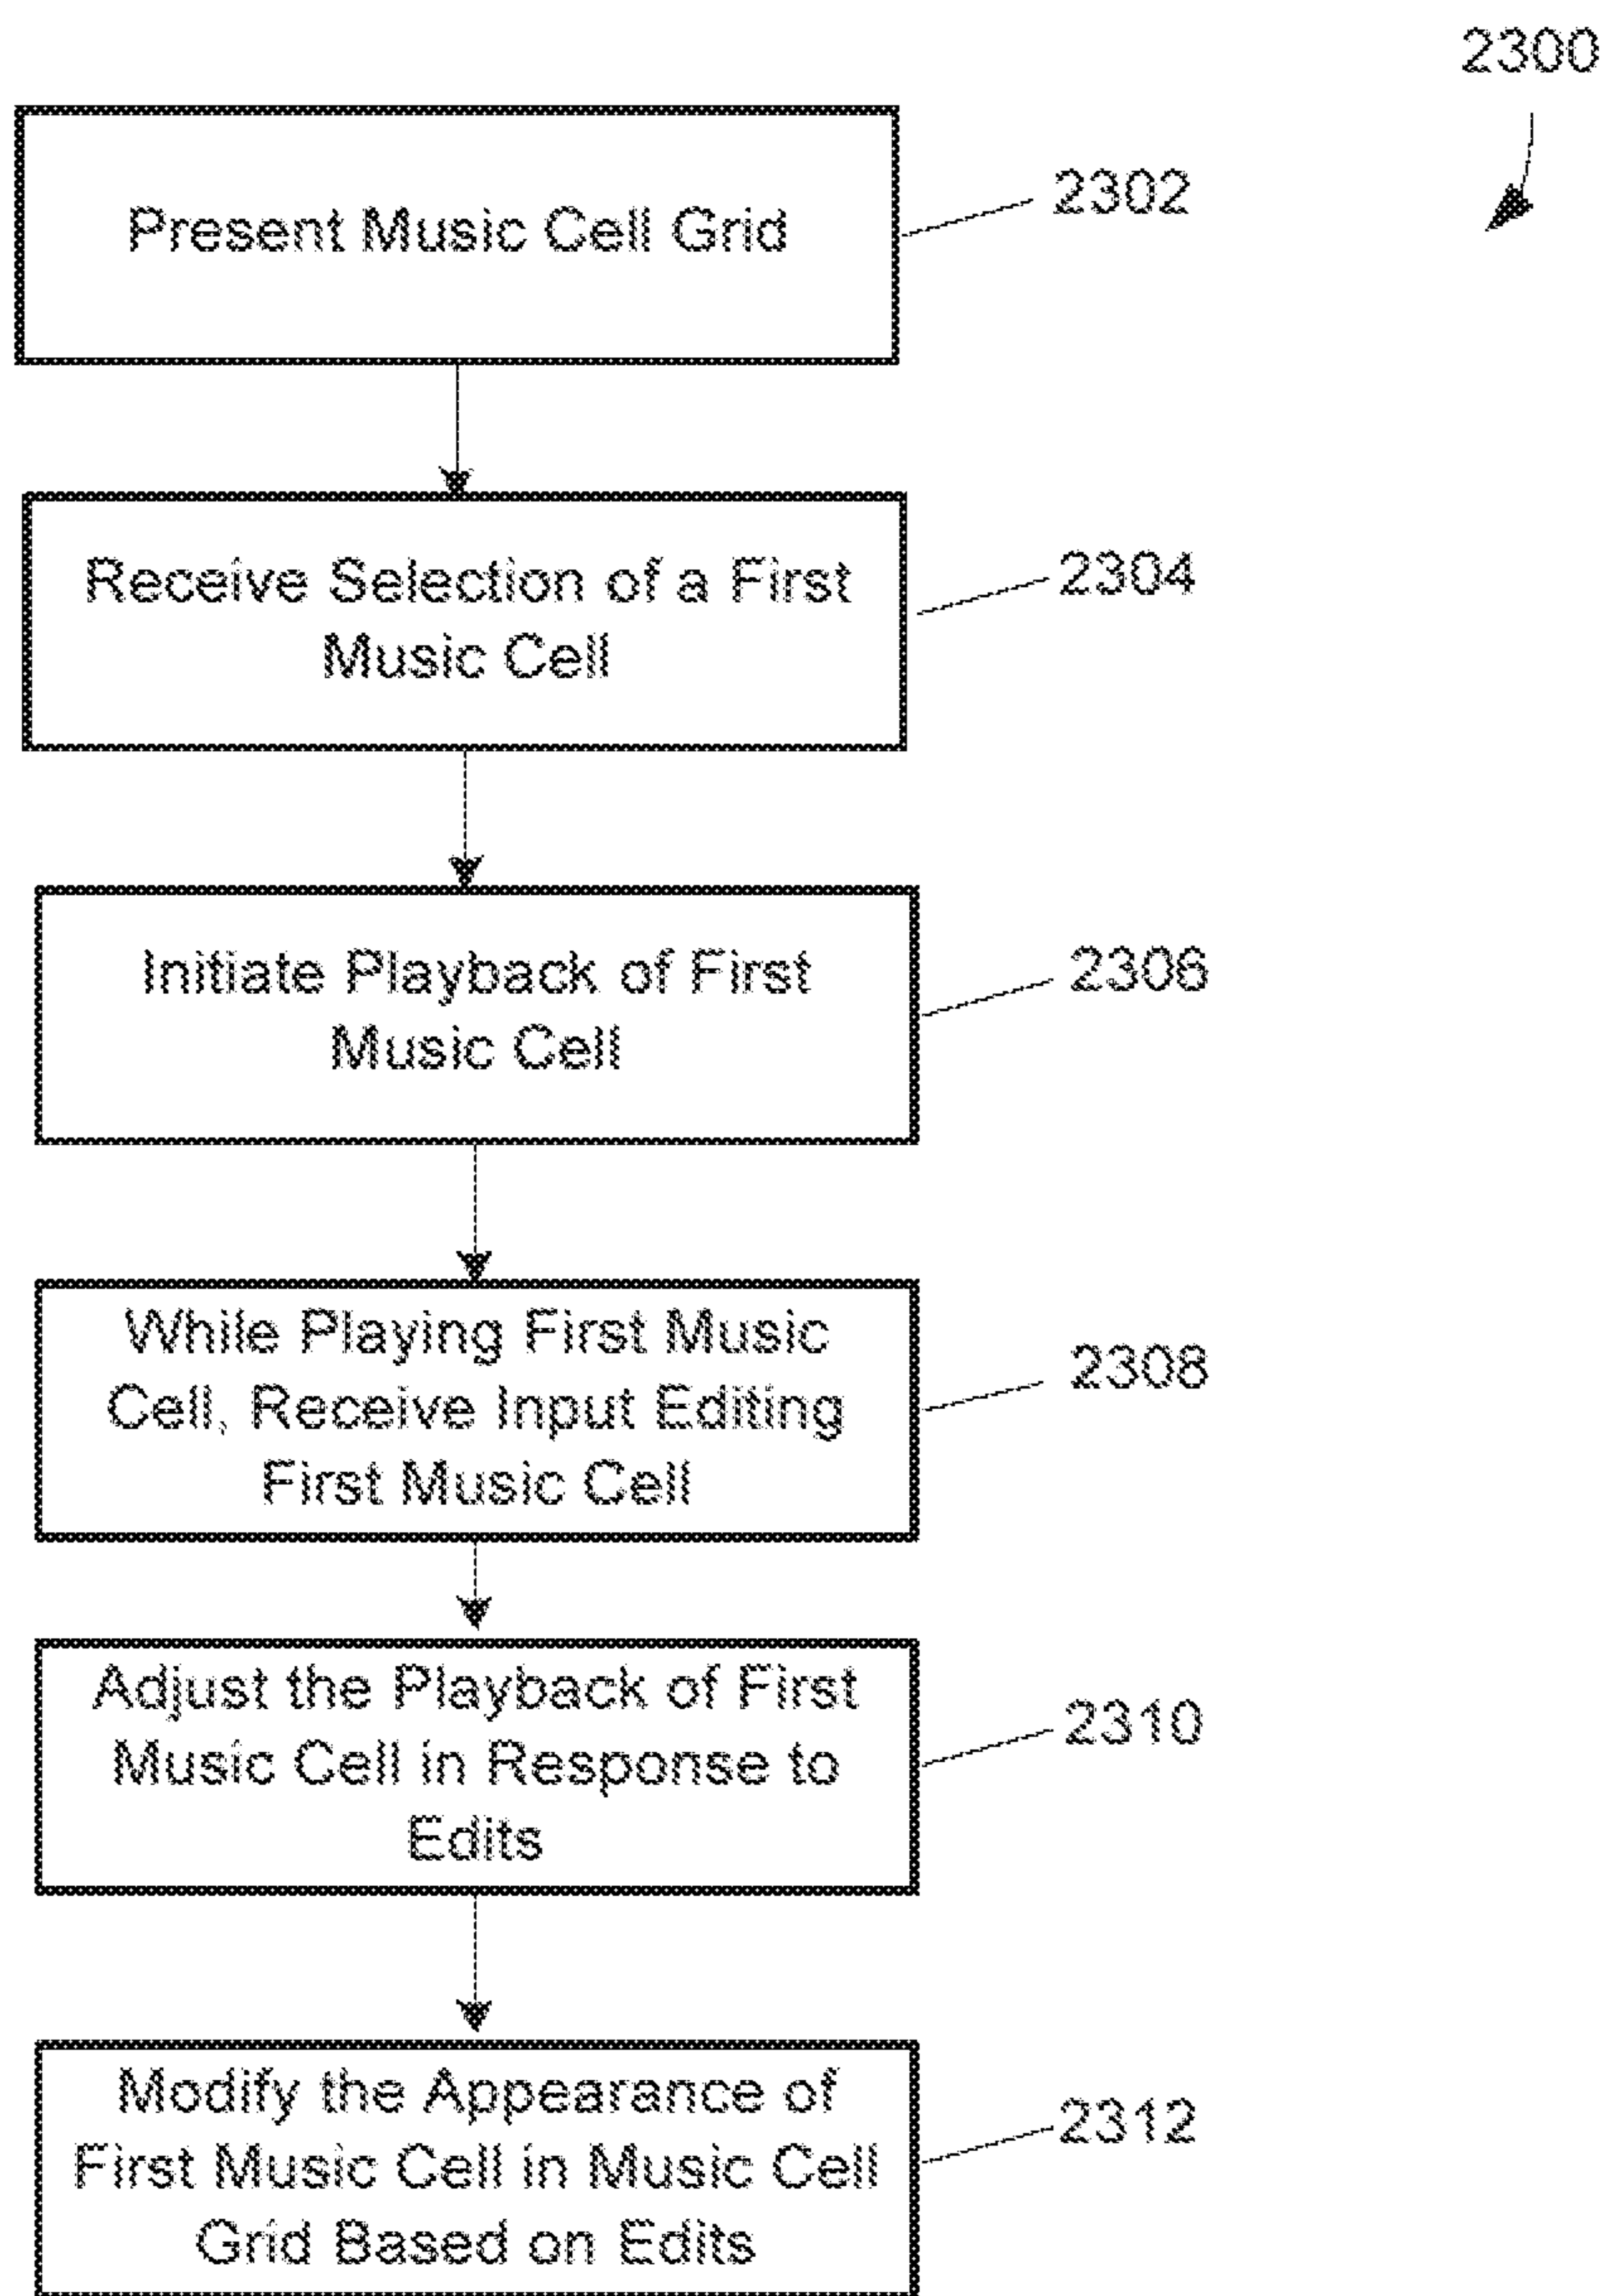 2300
Present Music Cell Grid
2302
Receive Selection of a First
Music Cell
2304
Initiate Playback of First
Music Cell
2306
While Playing First Music
Cell, Receive Input Editing
First Music Cell
2308
Adjust the Playback of First
Music Cell in Response to
Edits
2310
Modify the Appearance of
First Music Cell in Music Cell
Grid Based on Edits
2312